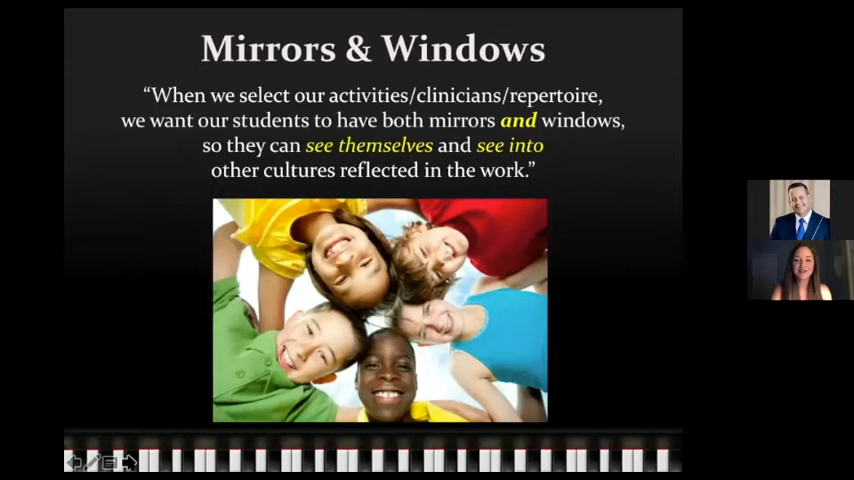 Mirrors & Windows
“When we select our activities/clinicians/repertoire,
we want our students to have both mirrors and windows,
so they can see themselves and see into
other cultures reflected in the work.”